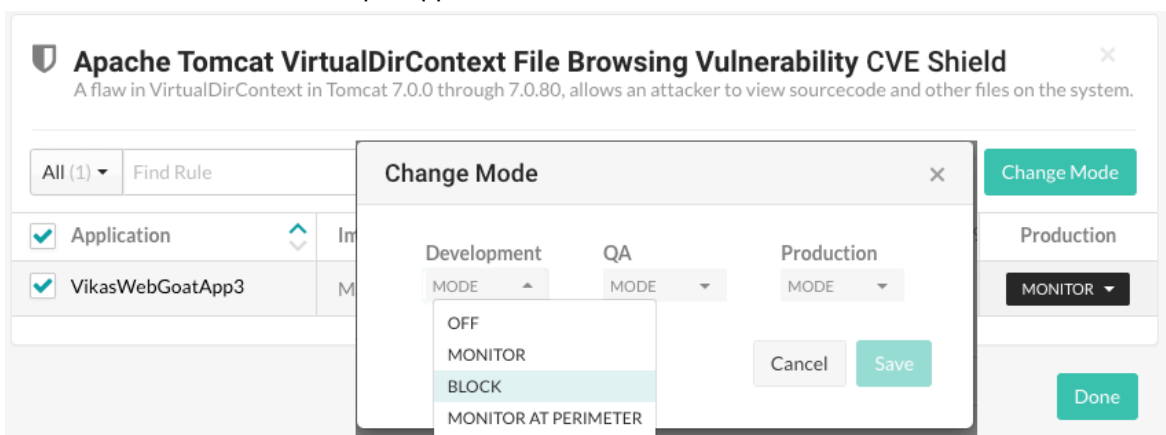 Apache Tomcat VirtualDirContext File Browsing Vulnerability CVE Shield
A flaw in VirtualDirContext in Tomcat 7.0.0 through 7.0.80, allows an attacker to view sourcecode and other files on the system.
All (1) Find Rule
Change Mode
Change Mode
Application
Production
Development QA Production
VikasWebGoatApp3
MODE MODE MODE
MONITOR
OFF
MONITOR
BLOCK
MONITOR AT PERIMETER
Cancel Save
Done